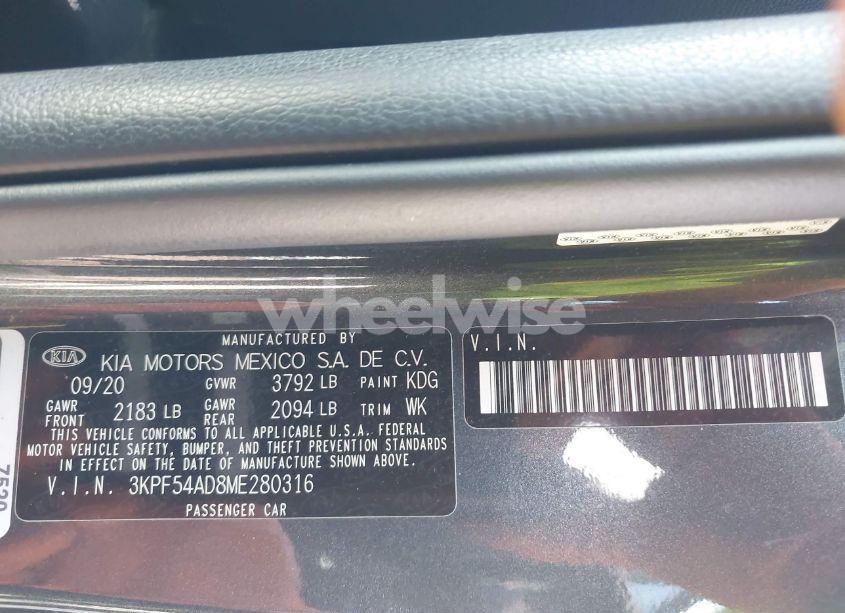 wheelwise
MANUFACTURED BY
KIA KIA MOTORS MEXICO S.A. DE C.V.
09/20 GVWR 3792 LB PAINT KDG
GAWR FRONT 2183 LB GAWR REAR 2094 LB TRIM WK
THIS VEHICLE CONFORMS TO ALL APPLICABLE U.S.A. FEDERAL
MOTOR VEHICLE SAFETY, BUMPER, AND THEFT PREVENTION STANDARDS
IN EFFECT ON THE DATE OF MANUFACTURE SHOWN ABOVE.
V.I.N. 3KPF54AD8ME280316
PASSENGER CAR
V.I.N.